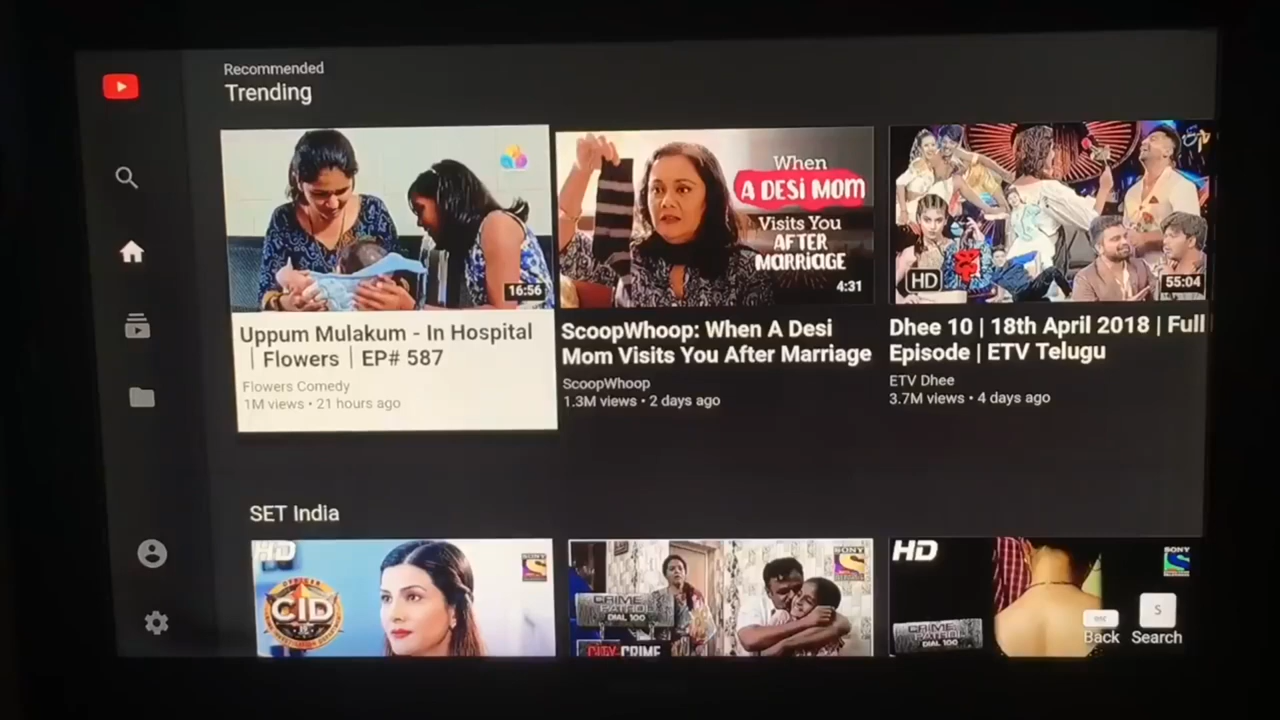 Recommended
Trending
When
A DESI MOM
Visits You
AFTER
MARRIAGE
16:56
4:31
HD
55:04
Uppum Mulakum - In Hospital
| Flowers | EP# 587
Flowers Comedy
1M views • 21 hours ago
ScoopWhoop: When A Desi
Mom Visits You After Marriage
ScoopWhoop
1.3M views • 2 days ago
Dhee 10 | 18th April 2018 | Full
Episode | ETV Telugu
ETV Dhee
3.7M views • 4 days ago
SET India
HD
SONY
CID
SONY
CRIME
PATROL
DIAL 100
CITY CRIME
HD
SONY
CRIME
PATROL
DIAL 100
esc
Back
S
Search